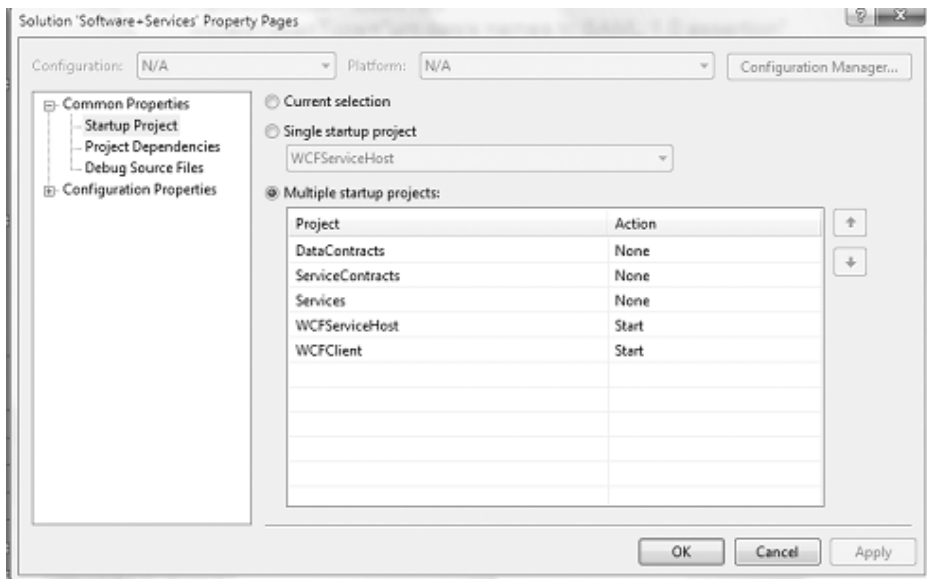 Solution 'Software+Services' Property Pages
Configuration: N/A Platform: N/A Configuration Manager...
Common Properties
Startup Project
Project Dependencies
Debug Source Files
Configuration Properties
Current selection
Single startup project
WCFServiceHost
Multiple startup projects:
Project Action
DataContracts None
ServiceContracts None
Services None
WCFServiceHost Start
WCFClient Start
OK Cancel Apply